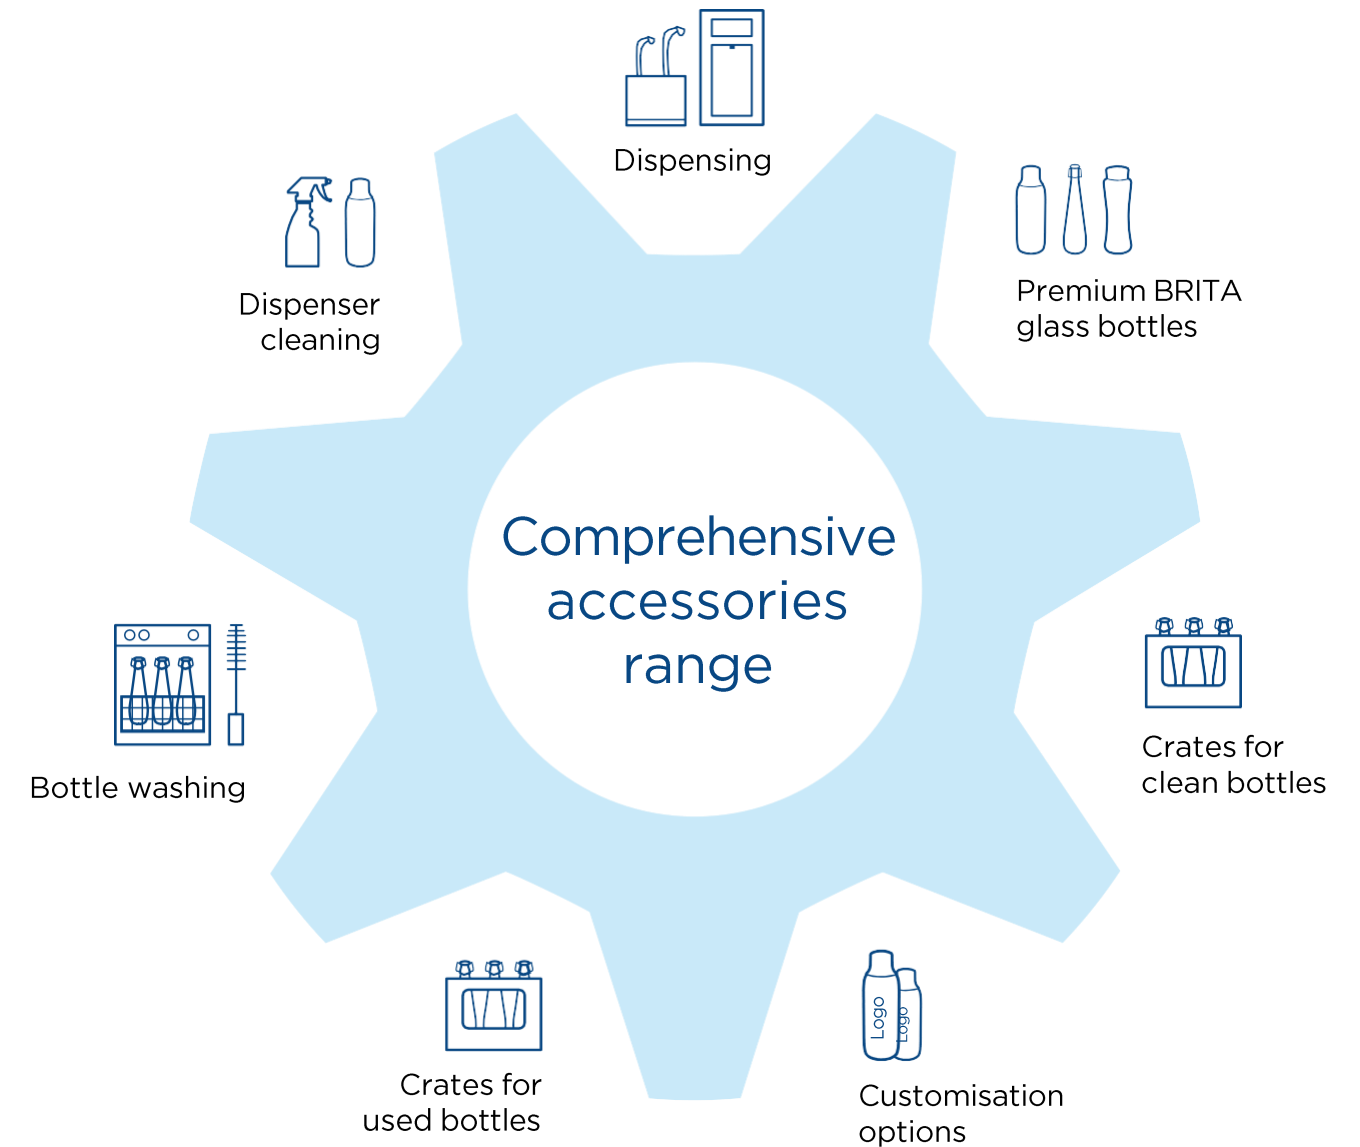 Dispensing
Premium BRITA
glass bottles
Dispenser
cleaning
Comprehensive
accessories
range
Crates for
clean bottles
Bottle washing
Logo
Logo
Crates for
used bottles
Customisation
options